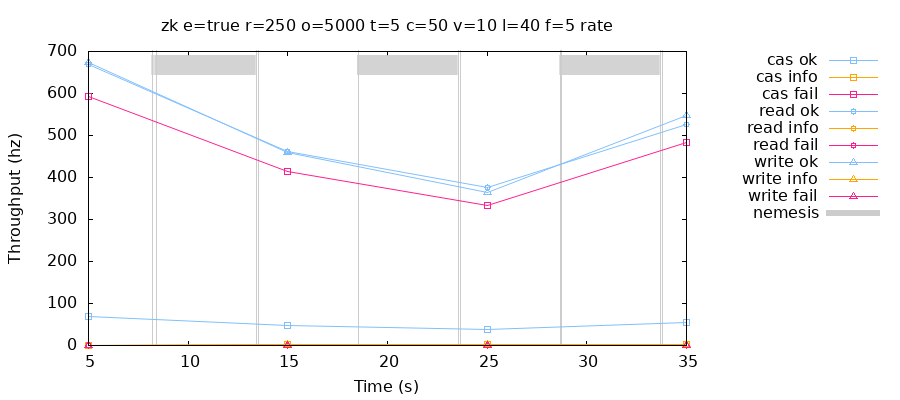 zk e=true r=250 o=5000 t=5 c=50 v=10 l=40 f=5 rate
Throughput (hz)
700
600
500
400
300
200
100
0
5 10 15 20 25 30 35
Time (s)
cas ok
cas info
cas fail
read ok
read info
read fail
write ok
write info
write fail
nemesis